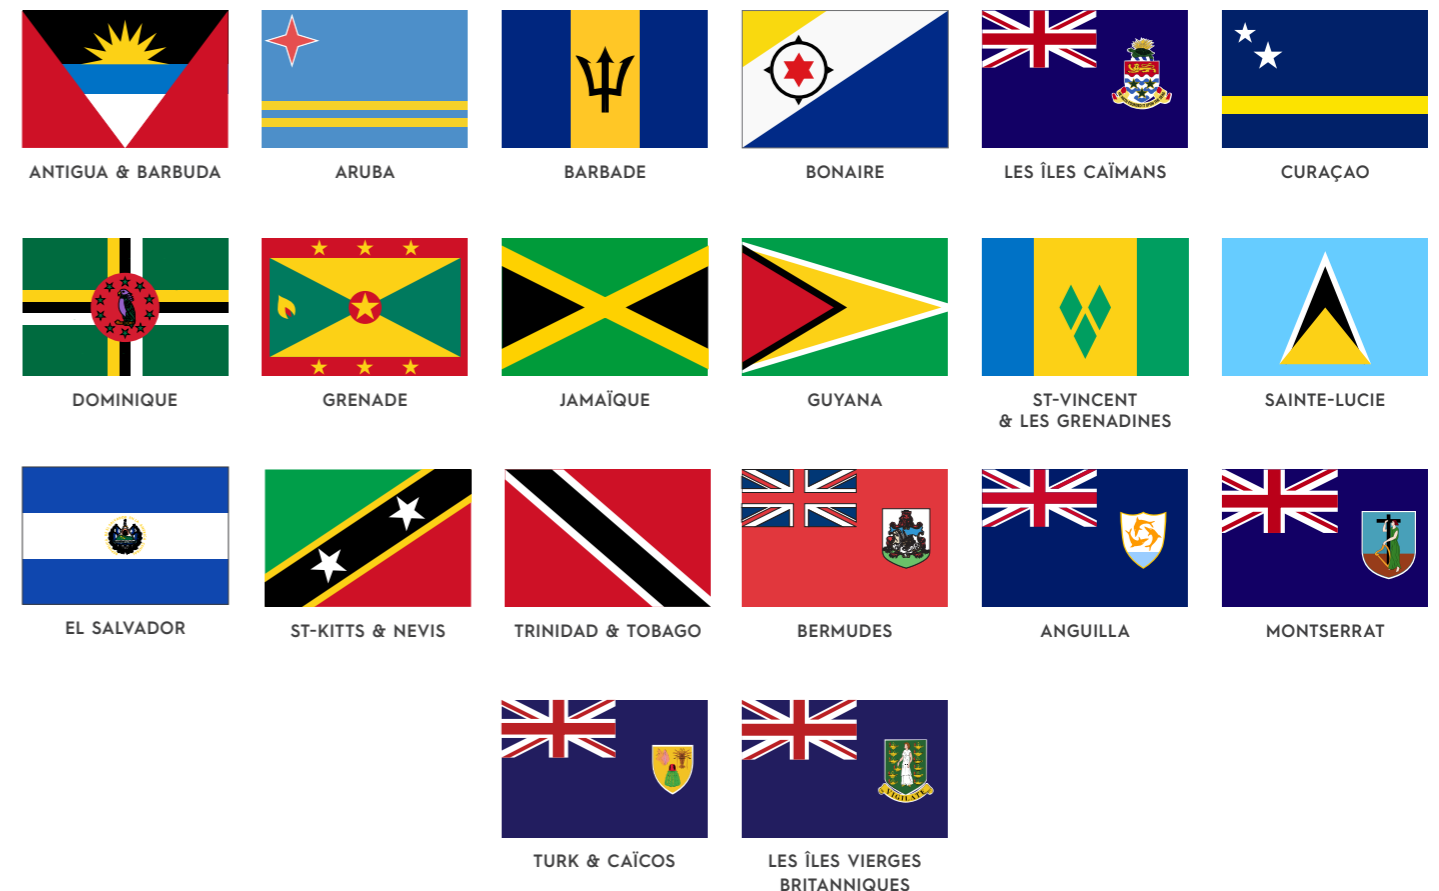 ANTIGUA & BARBUDA
ARUBA
BARBADE
BONAIRE
LES ÎLES CAÏMANS
CURAÇAO
DOMINIQUE
GRENADE
JAMAÏQUE
GUYANA
ST-VINCENT
& LES GRENADINES
SAINTE-LUCIE
EL SALVADOR
ST-KITTS & NEVIS
TRINIDAD & TOBAGO
BERMUDES
ANGUILLA
MONTSERRAT
VIGILATE
TURK & CAÏCOS
LES ÎLES VIERGES
BRITANNIQUES